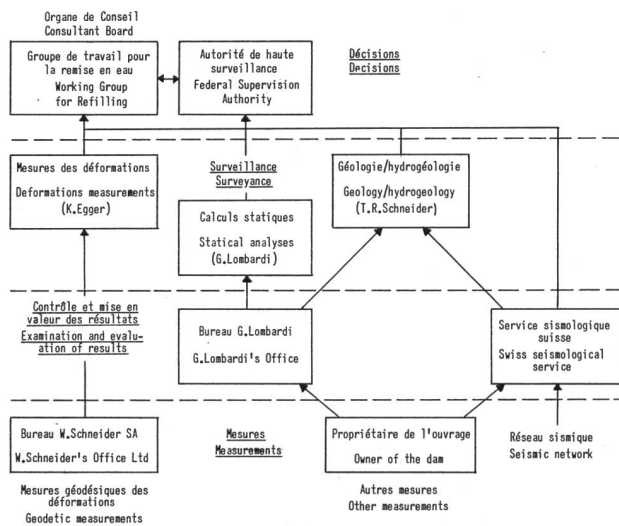 Organe de Conseil
Consultant Board
Groupe de travail pour
la remise en eau
Working Group
for Refilling
Autorité de haute
surveillance
Federal Supervision
Authority
Décisions
Decisions
Mesures des déformations
Deformations measurements
(K.Egger)
Surveillance
Surveyance
Calculs statiques
Statical analyses
(G.Lombardi)
Géologie/hydrogéologie
Geology/hydrogeology
(T.R.Schneider)
Contrôle et mise en
valeur des résultats
Examination and evalu-
ation of results
Bureau G.Lombardi
G.Lombardi's Office
Service sismologique
suisse
Swiss seismological
service
Bureau W.Schneider SA
W.Schneider's Office Ltd
Mesures
Measurements
Propriétaire de l'ouvrage
Owner of the dam
Réseau sismique
Seismic network
Mesures géodésiques des
déformations
Geodetic measurements
Autres mesures
Other measurements